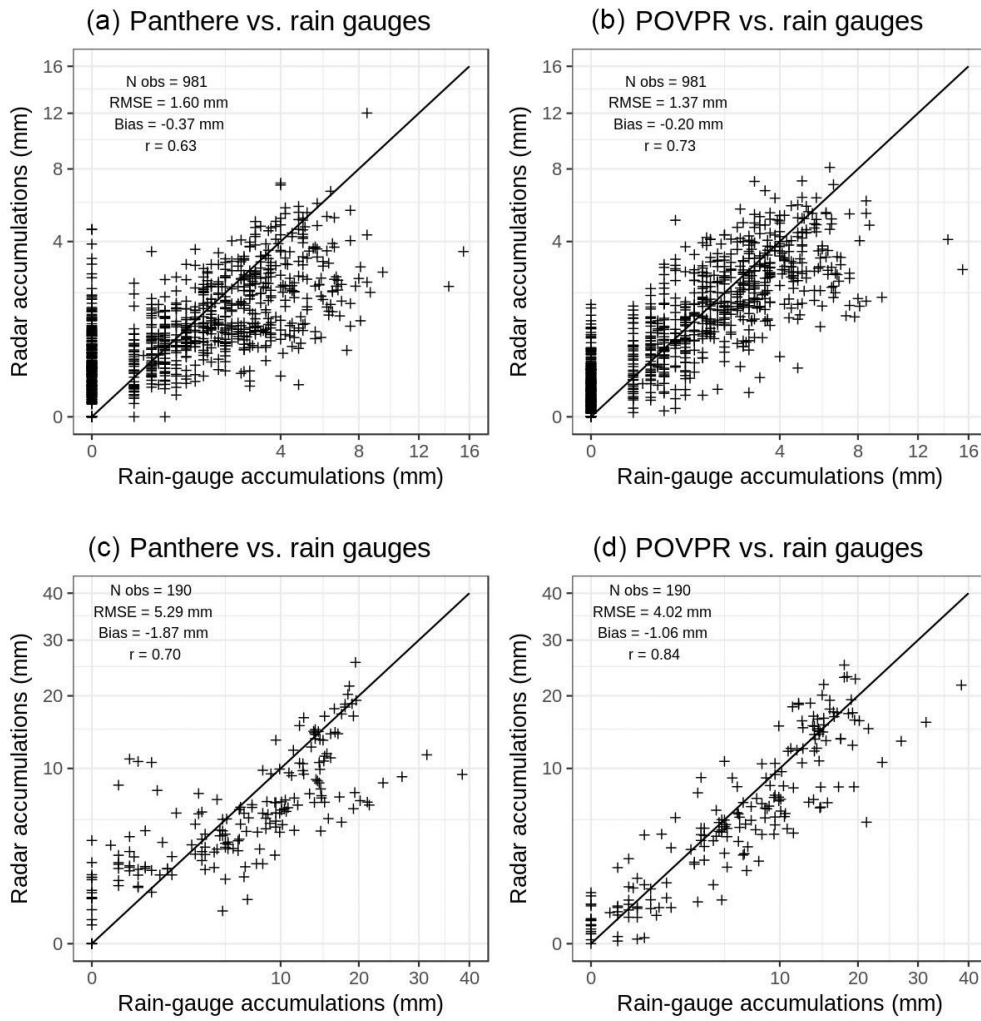 (a) Panthere vs. rain gauges
N obs = 981
RMSE = 1.60 mm
Bias = -0.37 mm
r = 0.63
16
12
8
4
0
Radar accumulations (mm)
0 4 8 12 16
Rain-gauge accumulations (mm)
(b) POVPR vs. rain gauges
N obs = 981
RMSE = 1.37 mm
Bias = -0.20 mm
r = 0.73
16
12
8
4
0
Radar accumulations (mm)
0 4 8 12 16
Rain-gauge accumulations (mm)
(c) Panthere vs. rain gauges
N obs = 190
RMSE = 5.29 mm
Bias = -1.87 mm
r = 0.70
40
30
20
10
0
Radar accumulations (mm)
0 10 20 30 40
Rain-gauge accumulations (mm)
(d) POVPR vs. rain gauges
N obs = 190
RMSE = 4.02 mm
Bias = -1.06 mm
r = 0.84
40
30
20
10
0
Radar accumulations (mm)
0 10 20 30 40
Rain-gauge accumulations (mm)